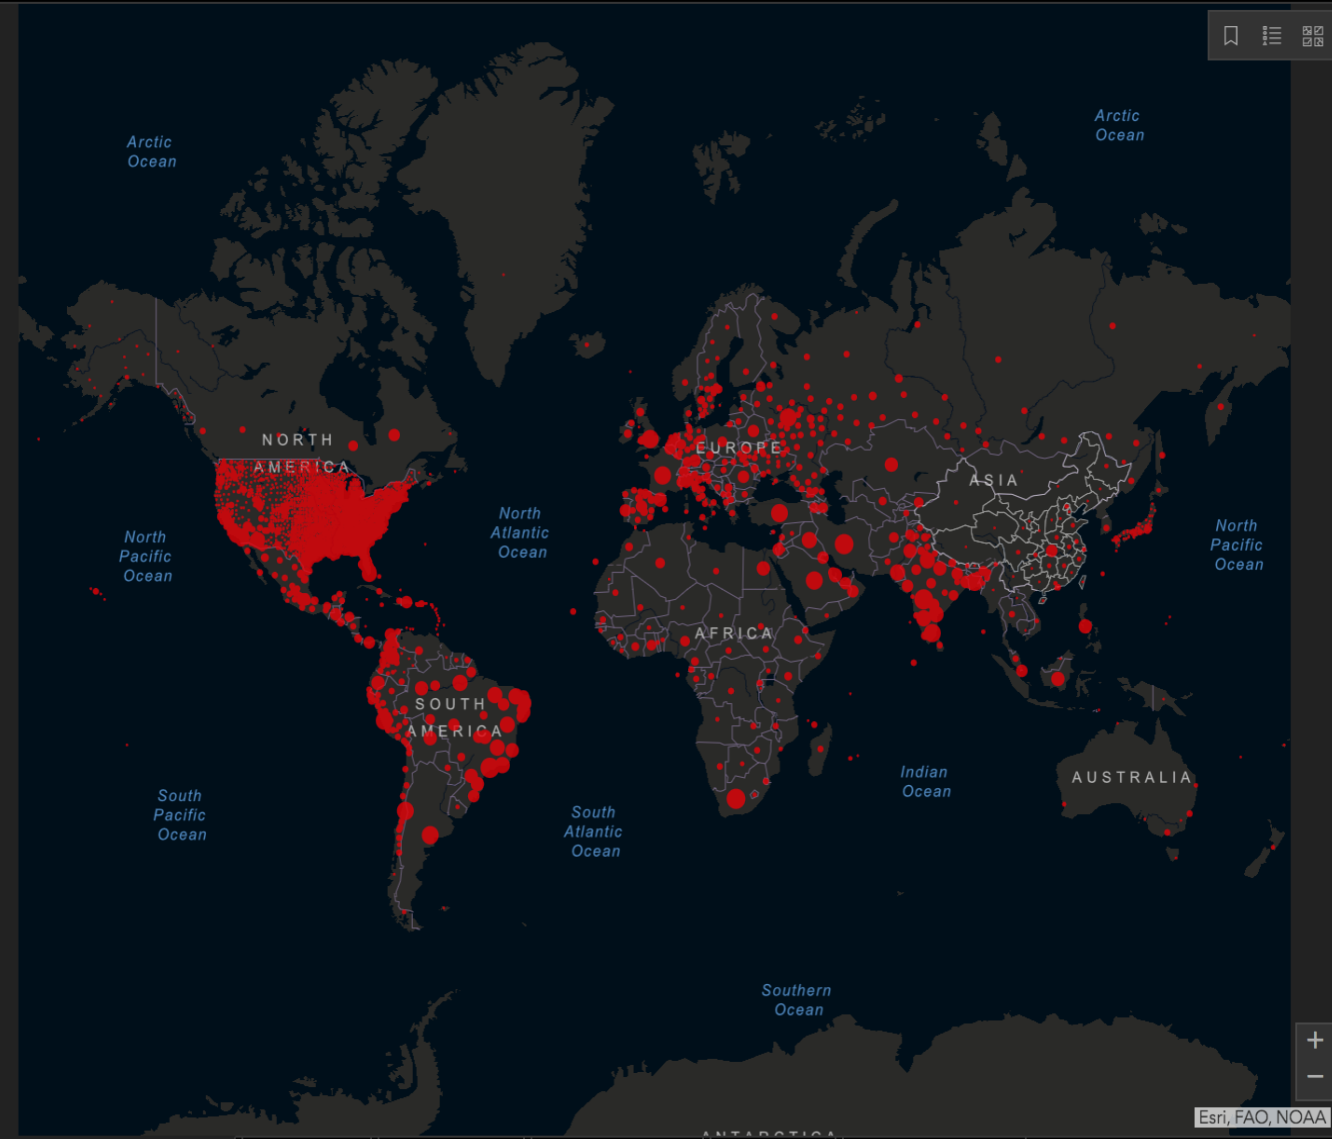 Arctic
Ocean
Arctic
Ocean
NORTH
AMERICA
EUROPE
ASIA
North
Pacific
Ocean
North
Atlantic
Ocean
North
Pacific
Ocean
AFRICA
SOUTH
AMERICA
South
Pacific
Ocean
South
Atlantic
Ocean
Indian
Ocean
AUSTRALIA
Southern
Ocean
Esri, FAO, NOAA
ANTARCTICA